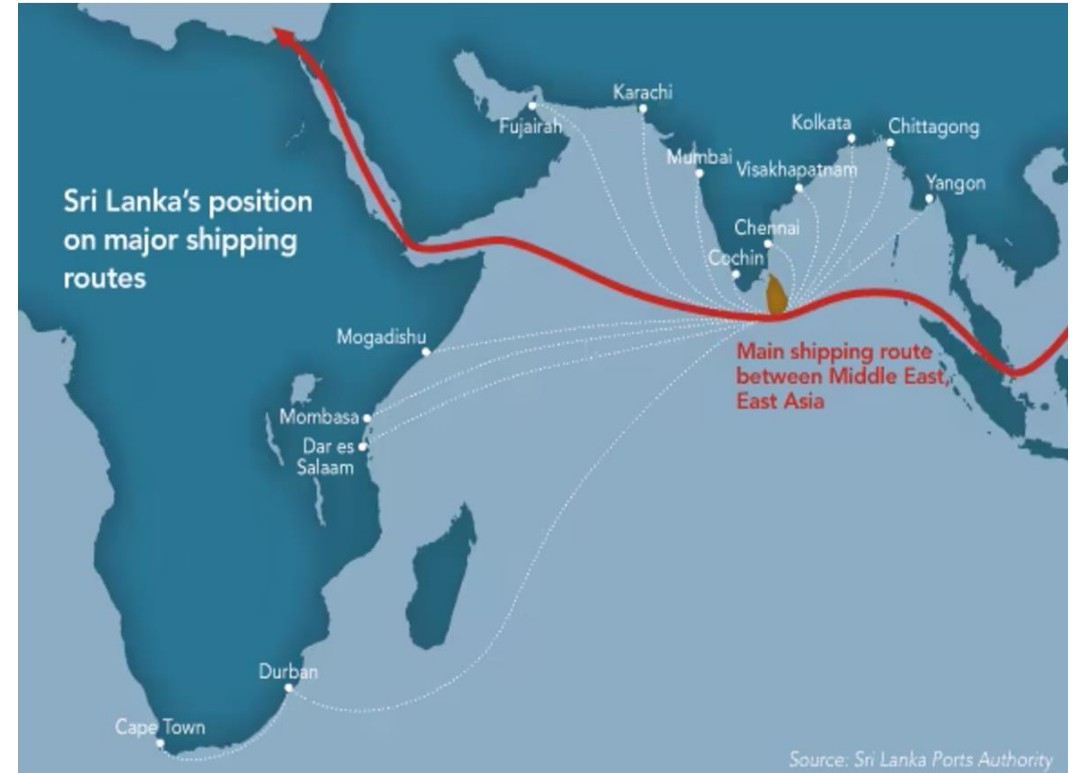 Karachi
Fujairah
Kolkata
Chittagong
Mumbai
Visakhapatnam
Yangon
Sri Lanka's position
on major shipping
routes
Chennai
Cochin
Mogadishu
Main shipping route
between Middle East,
East Asia
Mombasa
Dar es
Salaam
Durban
Cape Town
Source: Sri Lanka Ports Authority